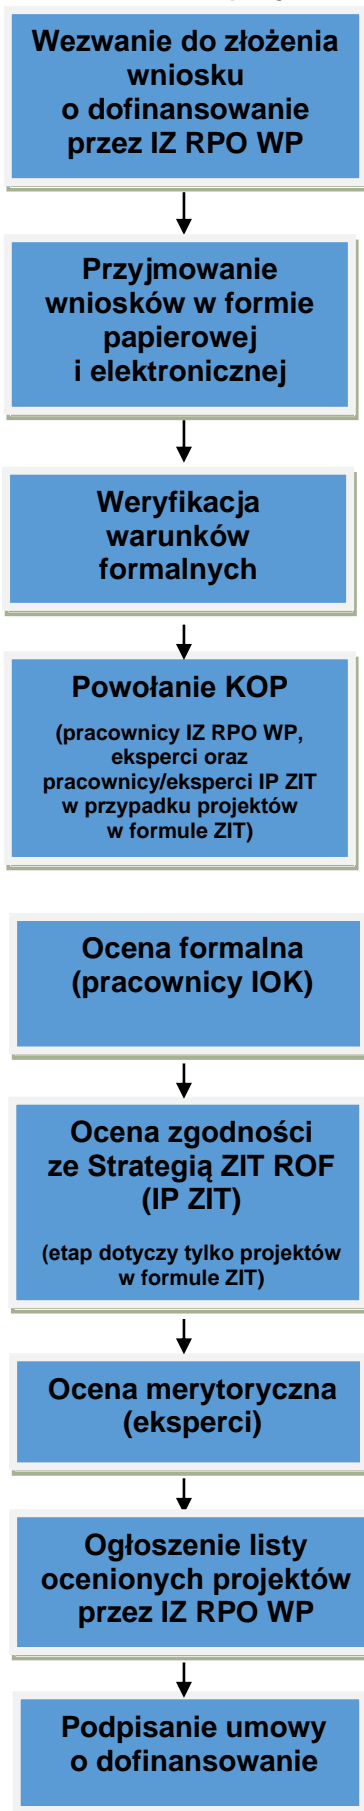 Wezwanie do złożenia
wniosku
o dofinansowanie
przez IZ RPO WP
Przyjmowanie
wniosków w formie
papierowej
i elektronicznej
Weryfikacja
warunków
formalnych
Powołanie KOP
(pracownicy IZ RPO WP,
eksperci oraz
pracownicy/eksperci IP ZIT
w przypadku projektów
w formule ZIT)
Ocena formalna
(pracownicy IOK)
Ocena zgodności
ze Strategią ZIT ROF
(IP ZIT)
(etap dotyczy tylko projektów
w formule ZIT)
Ocena merytoryczna
(eksperci)
Ogłoszenie listy
ocenionych projektów
przez IZ RPO WP
Podpisanie umowy
o dofinansowanie